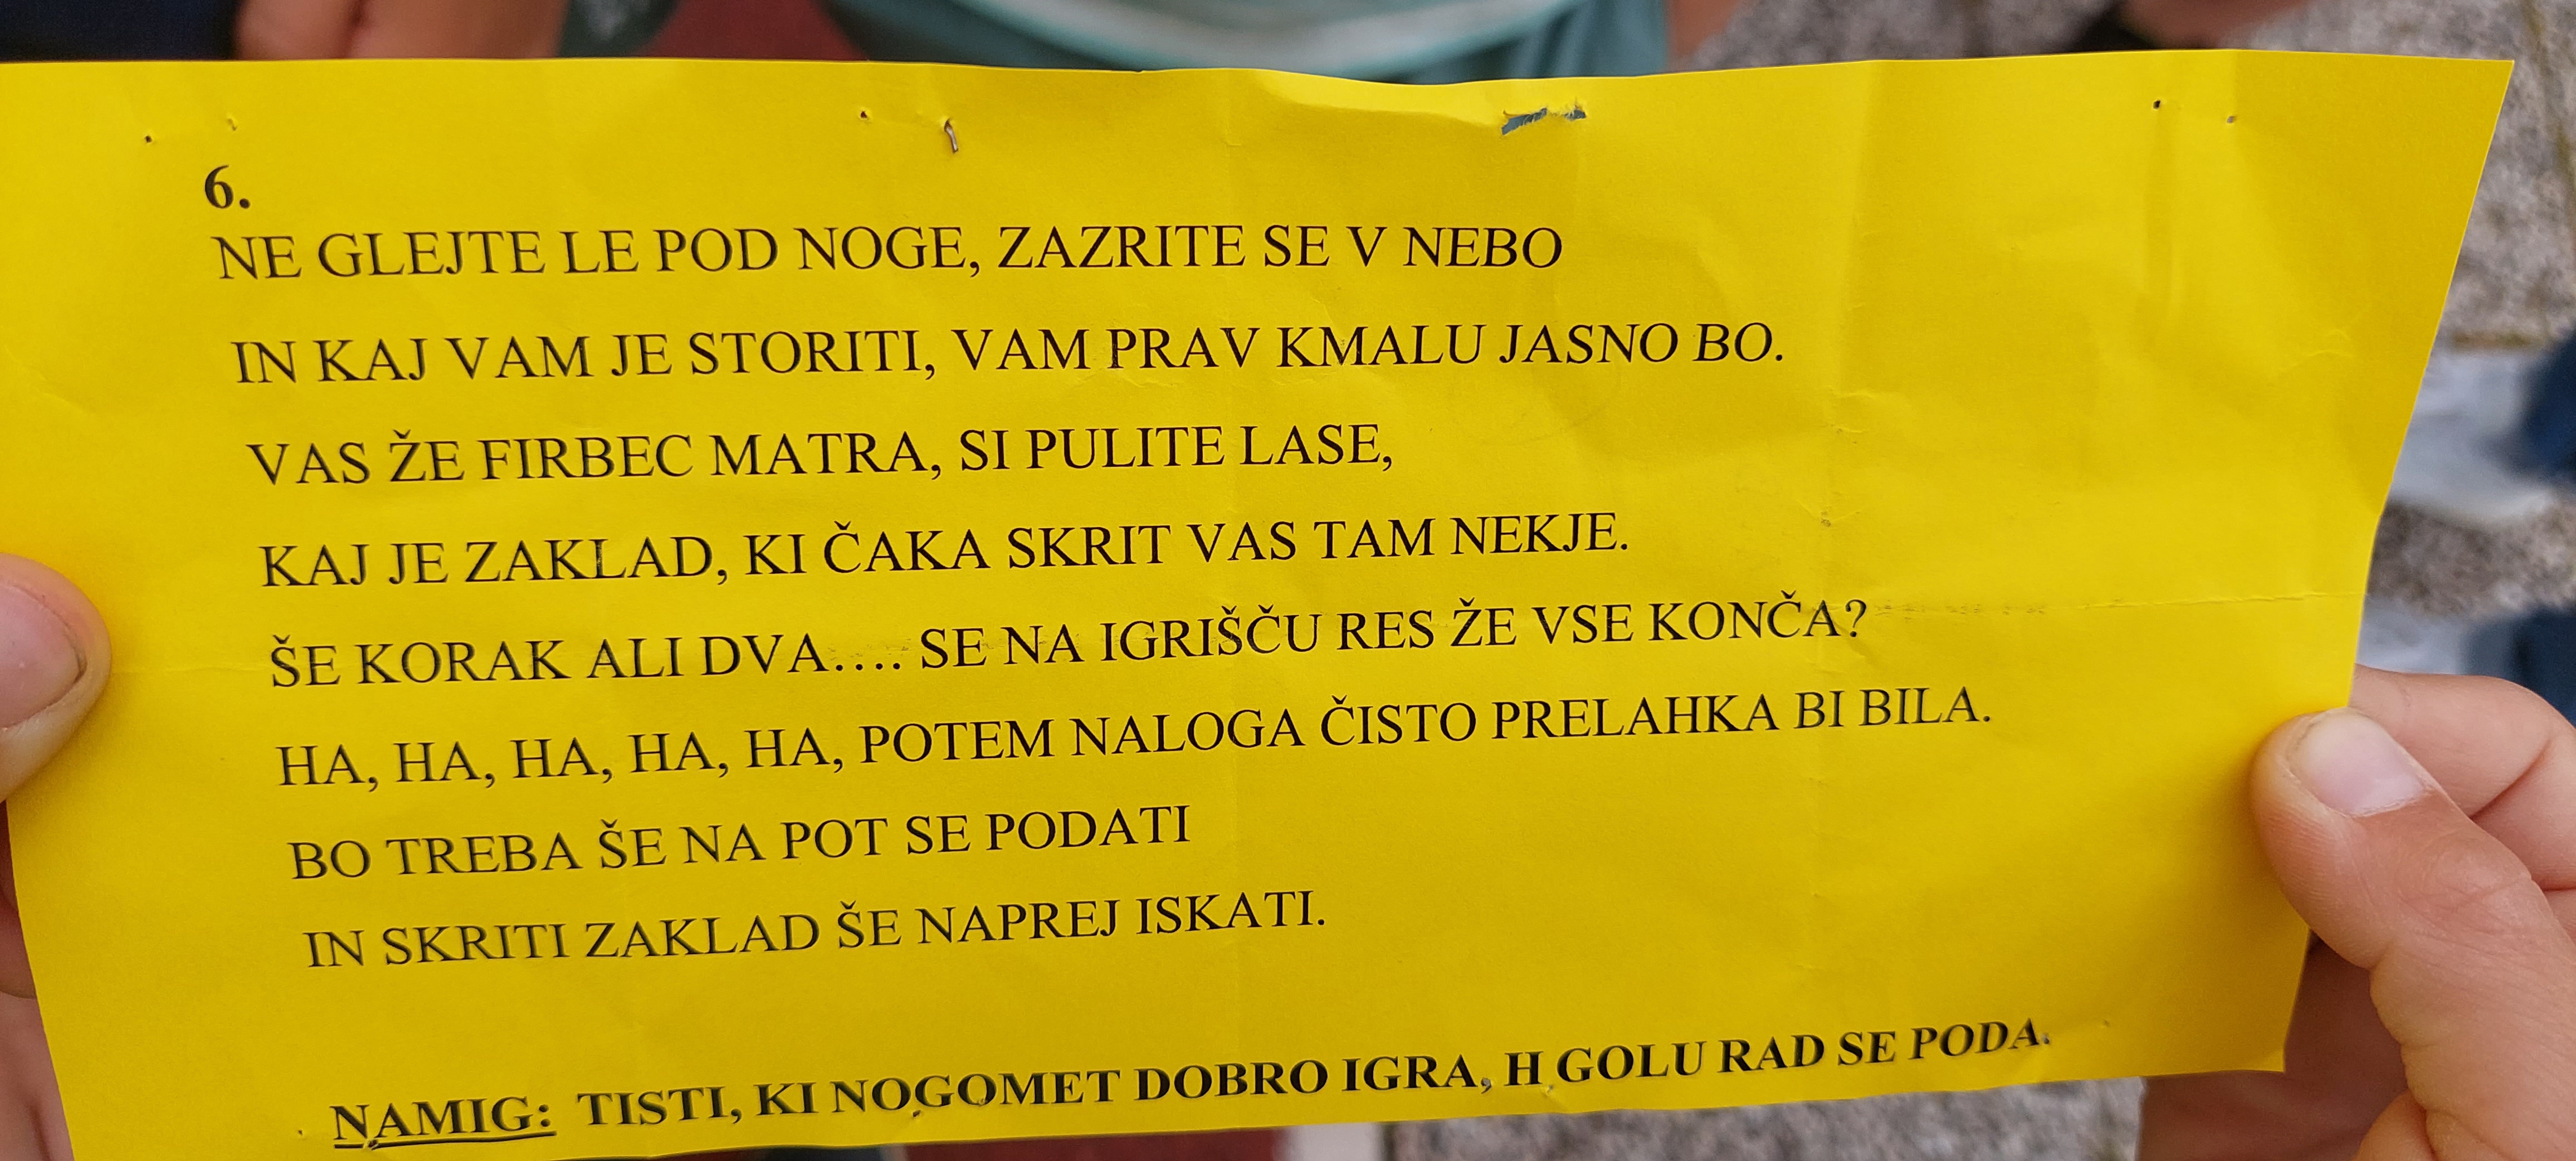 6.
NE GLEJTE LE POD NOGE, ZAZRITE SE V NEBO
IN KAJ VAM JE STORITI, VAM PRAV KMALU JASNO BO.
VAS ŽE FIRBEC MATRA, SI PULITE LASE,
KAJ JE ZAKLAD, KI ČAKA SKRIT VAS TAM NEKJE.
ŠE KORAK ALI DVA…. SE NA IGRIŠČU RES ŽE VSE KONČA?
HA, HA, HA, HA, HA, POTEM NALOGA ČISTO PRELAHKA BI BILA.
BO TREBA ŠE NA POT SE PODATI
IN SKRITI ZAKLAD ŠE NAPREJ ISKATI.
NAMIG: TISTI, KI NOGOMET DOBRO IGRA, H GOLU RAD SE PODA.